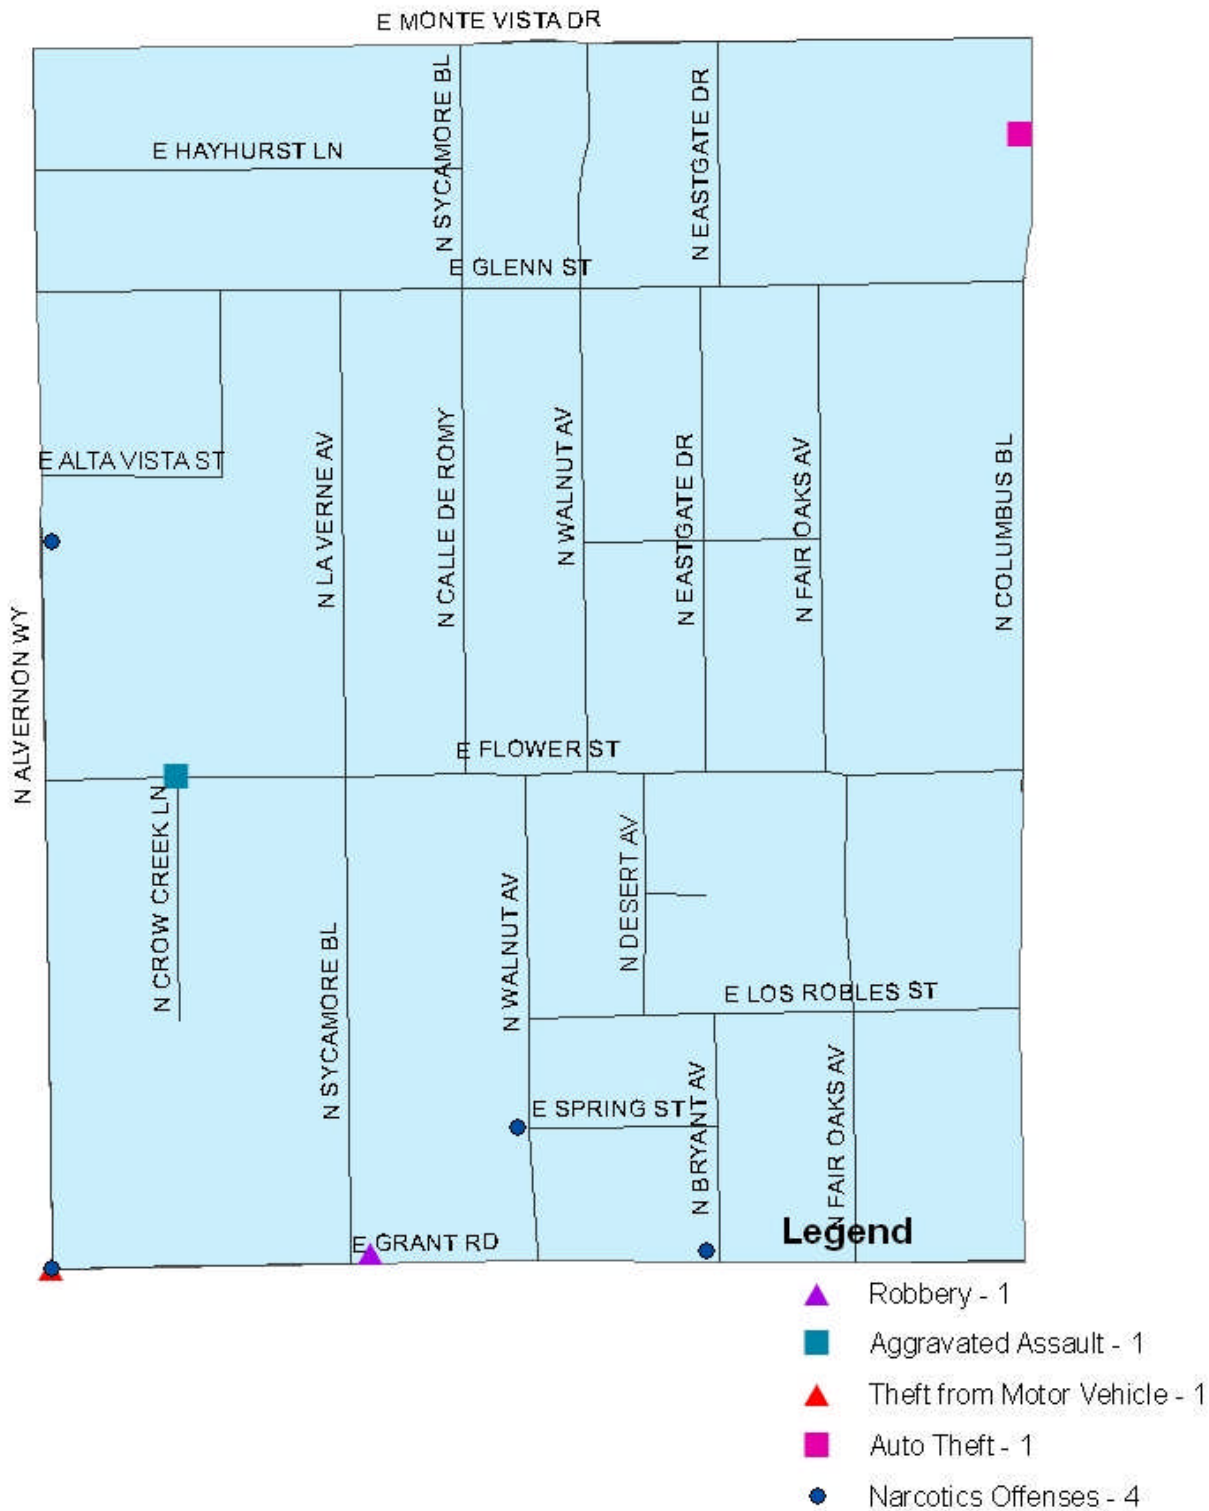 E MONTE VISTA DR
N SYCAMORE BL
N EASTGATE DR
E HAYHURST LN
E GLENN ST
E ALTA VISTA ST
N LA VERNE AV
N CALLE DE ROMY
N WALNUT AV
N EASTGATE DR
N FAIR OAKS AV
N COLUMBUS BL
N ALVERNON WY
E FLOWER ST
N CROW CREEK LN
N SYCAMORE BL
N WALNUT AV
N DESERT AV
E LOS ROBLES ST
E SPRING ST
N BRYANT AV
N FAIR OAKS AV
E GRANT RD
Legend
Robbery - 1
Aggravated Assault - 1
Theft from Motor Vehicle - 1
Auto Theft - 1
Narcotics Offenses - 4